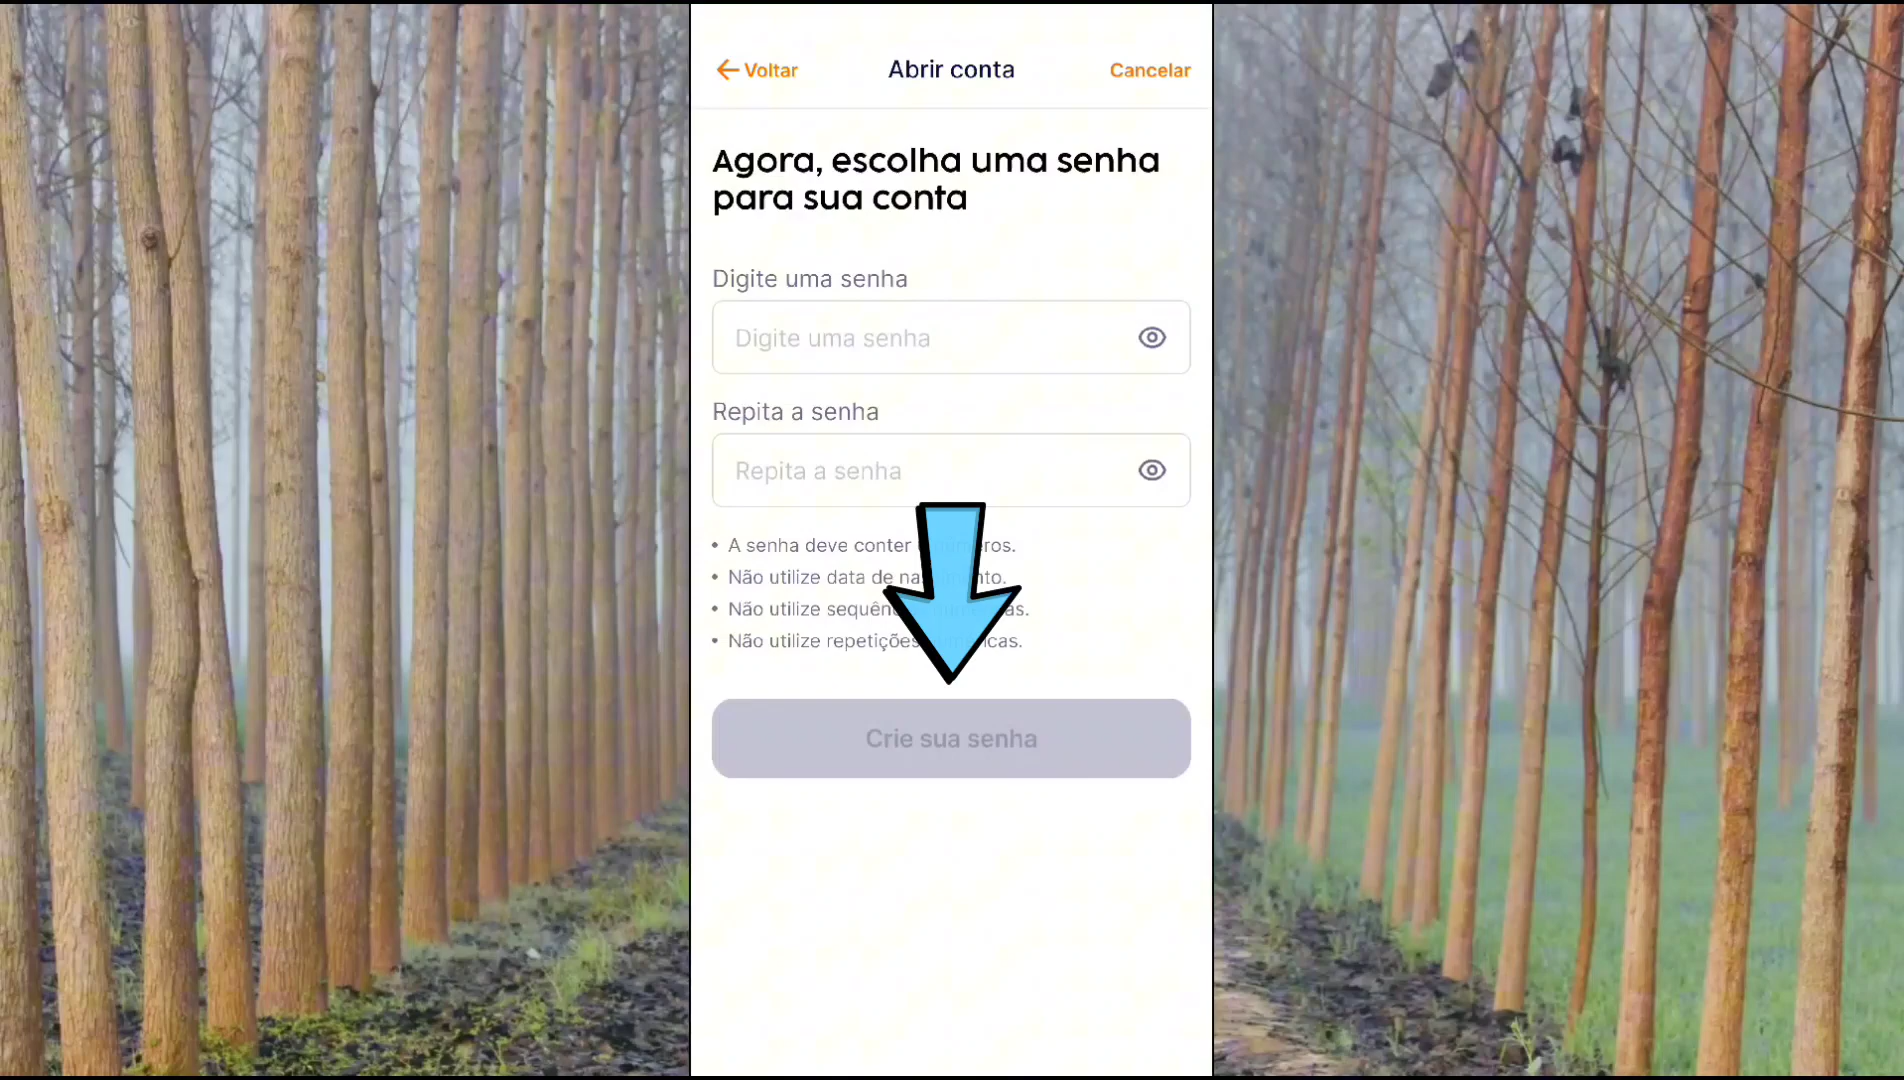 Voltar
Abrir conta
Cancelar
Agora, escolha uma senha
para sua conta
Digite uma senha
Digite uma senha
Repita a senha
Repita a senha
• A senha deve conter
• Não utilize data de
• Não utilize
• Não utilize repetições
Crie sua senha